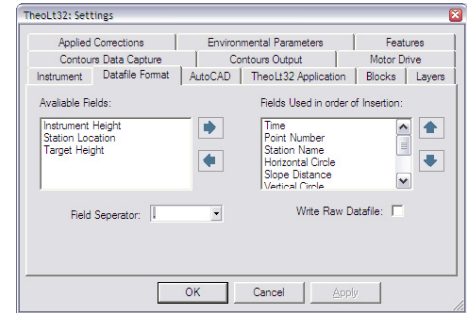 TheoLt32: Settings
Applied Corrections Environmental Parameters Features
Contours Data Capture Contours Output Motor Drive
Instrument Datafile Format AutoCAD TheoLt32 Application Blocks Layers
Avaliable Fields:
Fields Used in order of Insertion:
Instrument Height
Station Location
Target Height
Time
Point Number
Station Name
Horizontal Circle
Slope Distance
Vertical Circle
Field Seperator:
Write Raw Datafile:
OK Cancel Apply